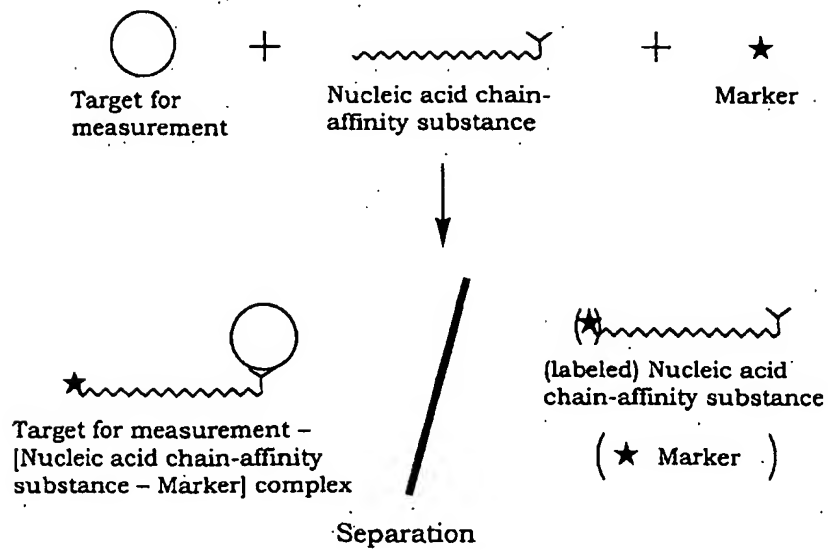 Target for
measurement
Nucleic acid chain-
affinity substance
Marker
(labeled) Nucleic acid
chain-affinity substance
( ★ Marker )
Target for measurement –
[Nucleic acid chain-affinity
substance – Marker] complex
Separation